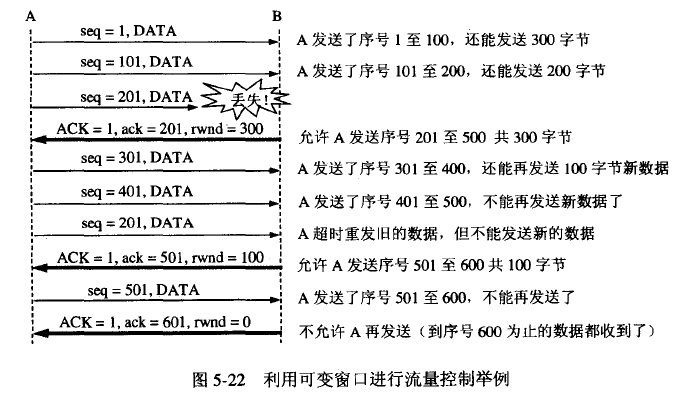 A B
seq = 1, DATA A 发送了序号 1 至 100，还能发送 300 字节
seq = 101, DATA A 发送了序号 101 至 200，还能发送 200 字节
seq = 201, DATA 丢失！
ACK = 1, ack = 201, rwnd = 300 允许 A 发送序号 201 至 500 共 300 字节
seq = 301, DATA A 发送了序号 301 至 400，还能再发送 100 字节新数据
seq = 401, DATA A 发送了序号 401 至 500，不能再发送新数据了
seq = 201, DATA A 超时重发旧的数据，但不能发送新的数据
ACK = 1, ack = 501, rwnd = 100 允许 A 发送序号 501 至 600 共 100 字节
seq = 501, DATA A 发送了序号 501 至 600，不能再发送了
ACK = 1, ack = 601, rwnd = 0 不允许 A 再发送（到序号 600 为止的数据都收到了）
图 5-22 利用可变窗口进行流量控制举例